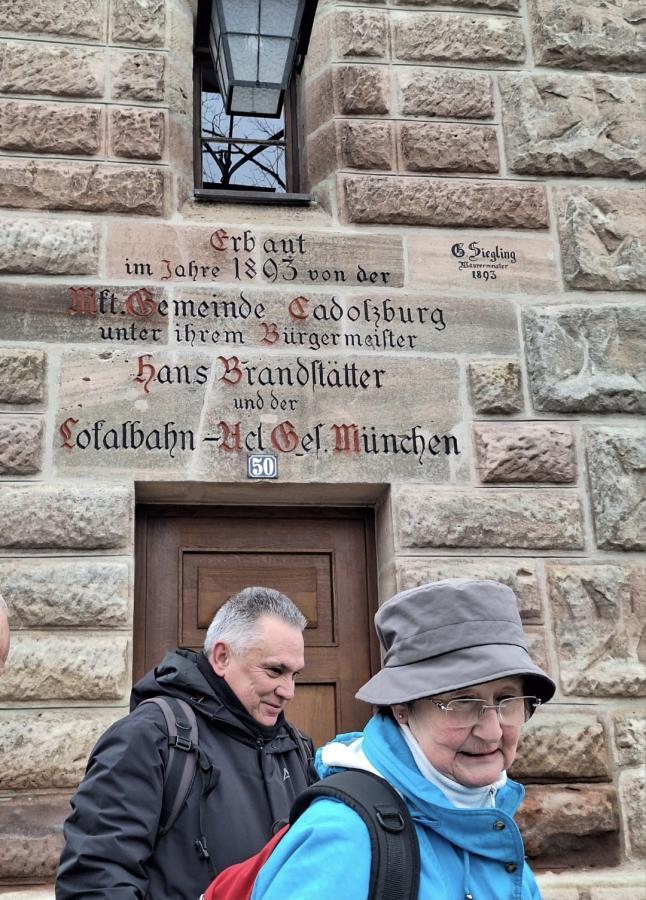 Erbaut
im Jahre 1893 von der
Mkt. Gemeinde Cadolzburg
unter ihrem Bürgermeiſter
Hans Brandſtätter
und der
Lokalbahn-Act Geſ. München
G. Siegling
Maurermeister
1893
50